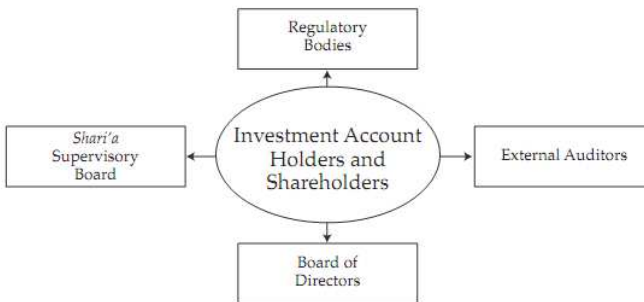 Regulatory
Bodies
Shari'a
Supervisory
Board
Investment Account
Holders and
Shareholders
External Auditors
Board of
Directors